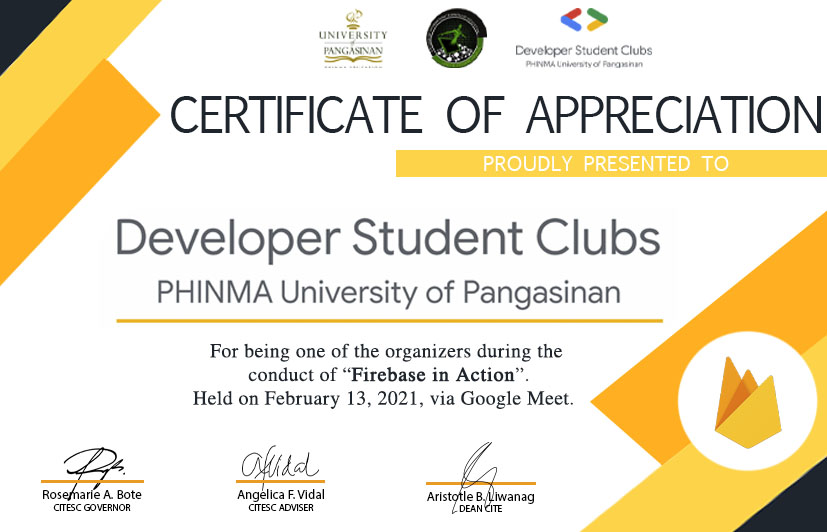 UNIVERSITY
of
PANGASINAN
Developer Student Clubs
PHINMA University of Pangasinan
CERTIFICATE OF APPRECIATION
PROUDLY PRESENTED TO
Developer Student Clubs
PHINMA University of Pangasinan
For being one of the organizers during the
conduct of “Firebase in Action”.
Held on February 13, 2021, via Google Meet.
Rosemarie A. Bote
CITESC GOVERNOR
Angelica F. Vidal
CITESC ADVISER
Aristotle B. Liwanag
DEAN CITE